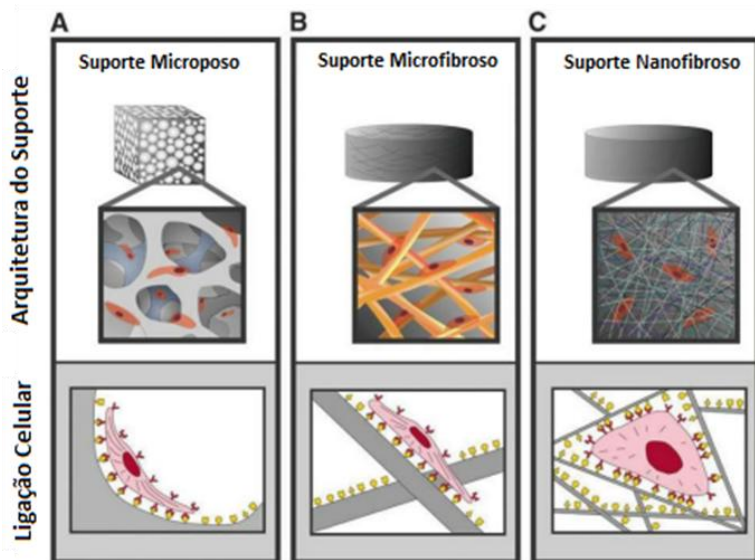 A
B
C
Suporte Microposo
Suporte Microfibroso
Suporte Nanofibroso
Arquitetura do Suporte
Ligação Celular